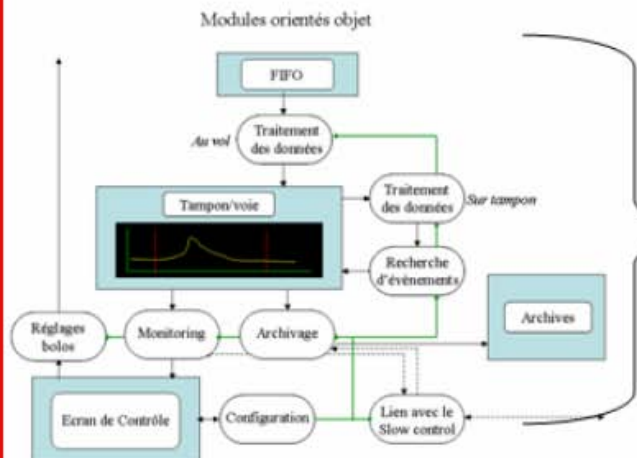 Modules orientés objet
FIFO
Au vol
Traitement
des données
Tampon/voie
Traitement
des données
Sur tampon
Recherche
d'évènements
Réglages
bolos
Monitoring
Archivage
Archives
Ecran de Contrôle
Configuration
Lien avec le
Slow control